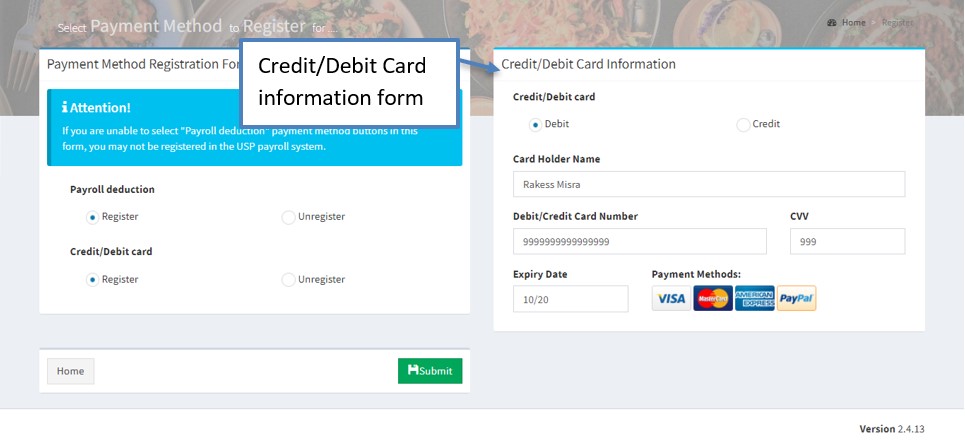 Select Payment Method to Register for ...
Home > Register
Payment Method Registration For
Credit/Debit Card
information form
Credit/Debit Card Information
Attention!
If you are unable to select "Payroll deduction" payment method buttons in this
form, you may not be registered in the USP payroll system.
Payroll deduction
Register Unregister
Credit/Debit card
Register Unregister
Home Submit
Credit/Debit card
Debit Credit
Card Holder Name
Rakess Misra
Debit/Credit Card Number CVV
9999999999999999 999
Expiry Date Payment Methods:
10/20 VISA MasterCard AMERICAN EXPRESS PayPal
Version 2.4.13